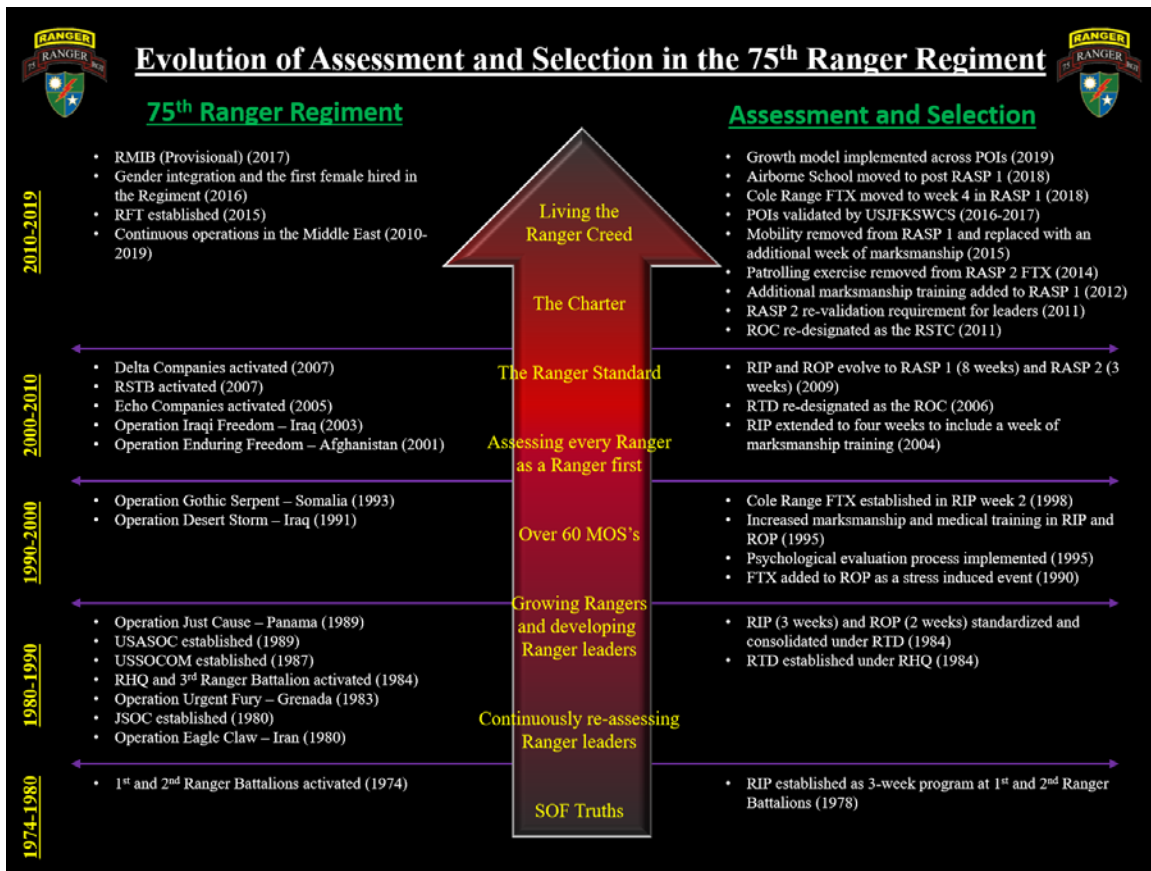 RANGER
75 RANGER RGT
Evolution of Assessment and Selection in the 75th Ranger Regiment
RANGER
75 RANGER RGT
75th Ranger Regiment
Assessment and Selection
2010-2019
• RMIB (Provisional) (2017)
• Gender integration and the first female hired in
the Regiment (2016)
• RFT established (2015)
• Continuous operations in the Middle East (2010-
2019)
Living the
Ranger Creed
The Charter
• Growth model implemented across POIs (2019)
• Airborne School moved to post RASP 1 (2018)
• Cole Range FTX moved to week 4 in RASP 1 (2018)
• POIs validated by USJFKSWCS (2016-2017)
• Mobility removed from RASP 1 and replaced with an
additional week of marksmanship (2015)
• Patrolling exercise removed from RASP 2 FTX (2014)
• Additional marksmanship training added to RASP 1 (2012)
• RASP 2 re-validation requirement for leaders (2011)
• ROC re-designated as the RSTC (2011)
2000-2010
• Delta Companies activated (2007)
• RSTB activated (2007)
• Echo Companies activated (2005)
• Operation Iraqi Freedom – Iraq (2003)
• Operation Enduring Freedom – Afghanistan (2001)
The Ranger Standard
Assessing every Ranger
as a Ranger first
• RIP and ROP evolve to RASP 1 (8 weeks) and RASP 2 (3
weeks) (2009)
• RTD re-designated as the ROC (2006)
• RIP extended to four weeks to include a week of
marksmanship training (2004)
1990-2000
• Operation Gothic Serpent – Somalia (1993)
• Operation Desert Storm – Iraq (1991)
Over 60 MOS's
• Cole Range FTX established in RIP week 2 (1998)
• Increased marksmanship and medical training in RIP and
ROP (1995)
• Psychological evaluation process implemented (1995)
• FTX added to ROP as a stress induced event (1990)
1980-1990
• Operation Just Cause – Panama (1989)
• USASOC established (1989)
• USSOCOM established (1987)
• RHQ and 3rd Ranger Battalion activated (1984)
• Operation Urgent Fury – Grenada (1983)
• JSOC established (1980)
• Operation Eagle Claw – Iran (1980)
Growing Rangers
and developing
Ranger leaders
Continuously re-assessing
Ranger leaders
• RIP (3 weeks) and ROP (2 weeks) standardized and
consolidated under RTD (1984)
• RTD established under RHQ (1984)
1974-1980
• 1st and 2nd Ranger Battalions activated (1974)
SOF Truths
• RIP established as 3-week program at 1st and 2nd Ranger
Battalions (1978)